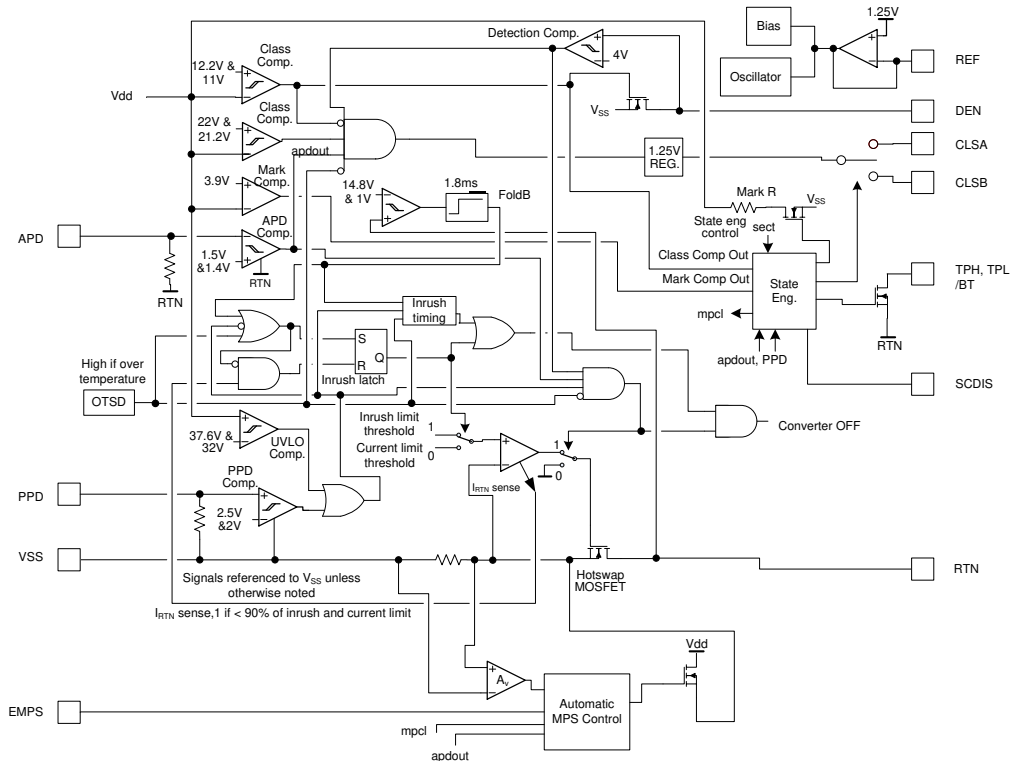 Detection Comp.
4V
1.25V
Bias
Oscillator
REF
Class
Comp.
12.2V &
11V
Vdd
VSS
DEN
Class
Comp.
22V &
21.2V
apdout
1.25V
REG.
CLSA
CLSB
Mark
Comp.
3.9V
14.8V
& 1V
1.8ms
FoldB
Mark R
VSS
State eng
control
sect
APD
APD
Comp.
1.5V
&1.4V
RTN
RTN
Class Comp Out
Mark Comp Out
State
Eng.
mpcl
apdout, PPD
TPH, TPL
/BT
RTN
Inrush
timing
S
R
Q
Inrush latch
High if over
temperature
OTSD
SCDIS
Inrush limit
threshold
1
Current limit
threshold
0
Converter OFF
37.6V &
32V
UVLO
Comp.
1
0
IRTN sense
PPD
PPD
Comp.
2.5V
&2V
VSS
Hotswap
MOSFET
RTN
Signals referenced to VSS unless
otherwise noted
IRTN sense,1 if < 90% of inrush and current limit
Vdd
Av
Automatic
MPS Control
EMPS
mpcl
apdout